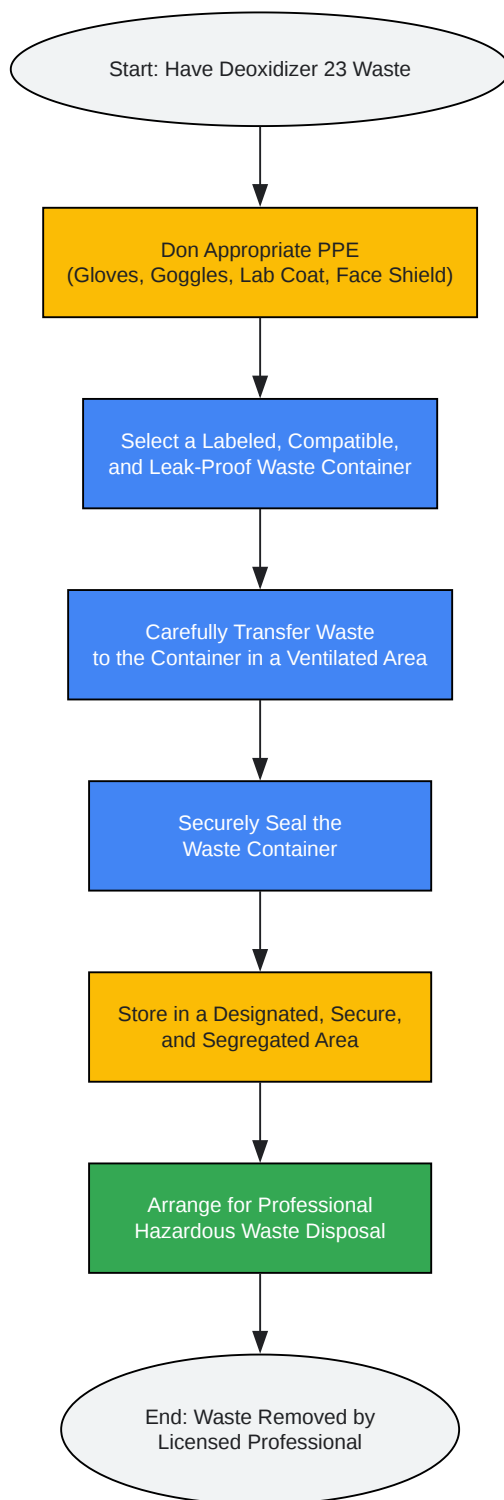 Start: Have Deoxidizer 23 Waste
Don Appropriate PPE
(Gloves, Goggles, Lab Coat, Face Shield)
Select a Labeled, Compatible,
and Leak-Proof Waste Container
Carefully Transfer Waste
to the Container in a Ventilated Area
Securely Seal the
Waste Container
Store in a Designated, Secure,
and Segregated Area
Arrange for Professional
Hazardous Waste Disposal
End: Waste Removed by
Licensed Professional